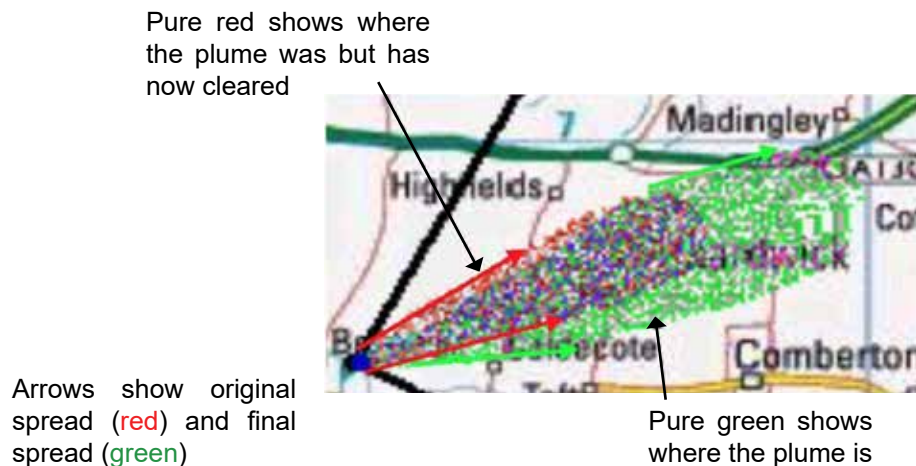 Pure red shows where
the plume was but has
now cleared
7
Madingley
Highfields
Comberton
Arrows show original
spread (red) and final
spread (green)
Pure green shows
where the plume is